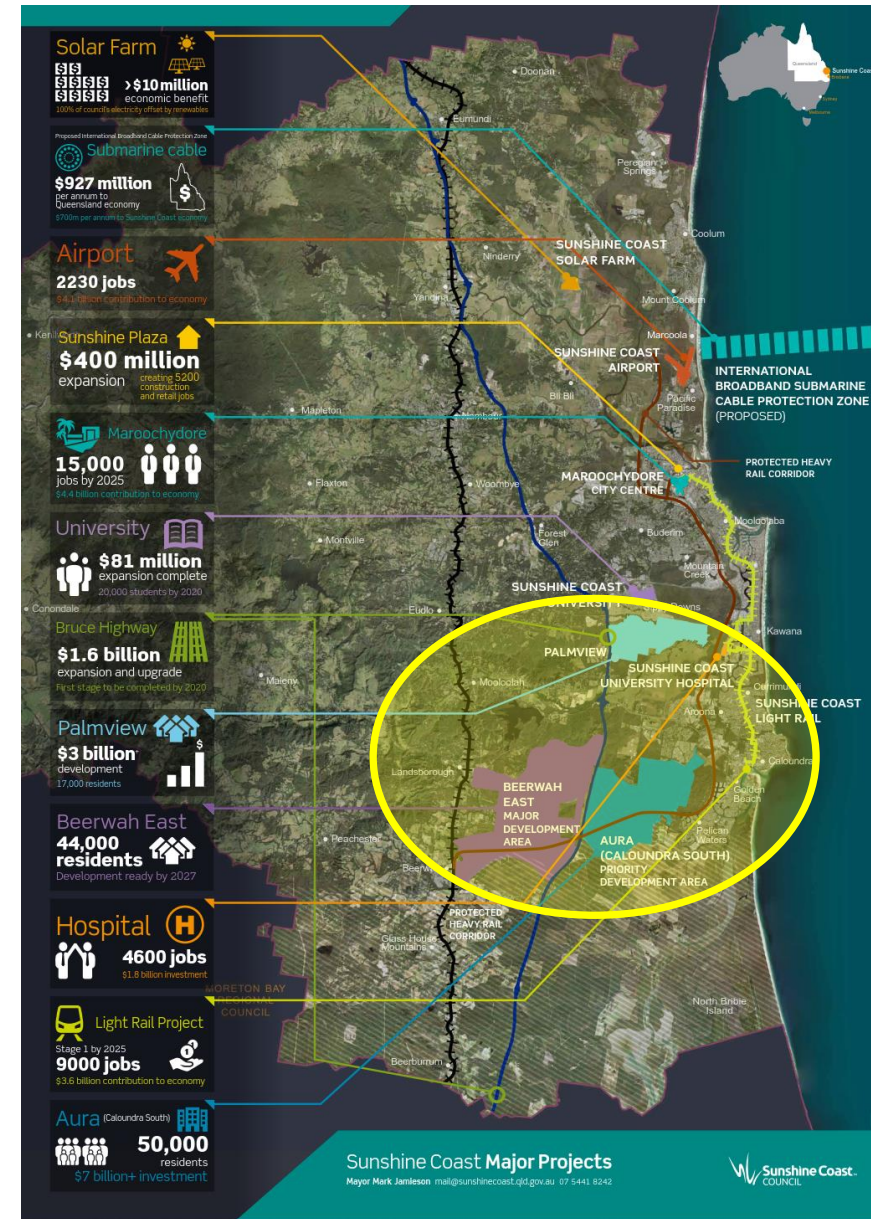 Solar Farm
>$10 million
economic benefit
100% of council's electricity offset by renewables
Proposed International Broadband Cable Protection Zone
Submarine cable
$927 million
per annum to
Queensland economy
$700m per annum to Sunshine Coast economy
Airport
2230 jobs
$4.1 billion contribution to economy
Sunshine Plaza
$400 million
expansion
creating 5200
construction
and retail jobs
Maroochydore
15,000
jobs by 2025
$4.4 billion contribution to economy
University
$81 million
expansion complete
20,000 students by 2020
Bruce Highway
$1.6 billion
expansion and upgrade
First stage to be completed by 2020
Palmview
$3 billion
development
17,000 residents
Beerwah East
44,000
residents
Development ready by 2027
Hospital
H
4600 jobs
$1.8 billion investment
Light Rail Project
Stage 1 by 2025
9000 jobs
$3.6 billion contribution to economy
Aura (Caloundra South)
50,000
residents
$7 billion+ investment
Queensland
Sunshine Coast
Brisbane
Sydney
Melbourne
Doonan
Eumundi
Peregian
Springs
Coolum
SUNSHINE COAST
SOLAR FARM
Ninderry
Yandina
Mount Coolum
Marcoola
SUNSHINE COAST
AIRPORT
INTERNATIONAL
BROADBAND SUBMARINE
CABLE PROTECTION ZONE
(PROPOSED)
Bli Bli
Pacific
Paradise
Mapleton
Nambour
PROTECTED HEAVY
RAIL CORRIDOR
MAROOCHYDORE
CITY CENTRE
Flaxton
Woombye
Mooloolaba
Montville
Forest
Glen
Buderim
Mountain
Creek
SUNSHINE COAST
UNIVERSITY
Conondale
Eudlo
Kawana
PALMVIEW
SUNSHINE COAST
UNIVERSITY HOSPITAL
Maleny
Mooloolah
Currimundi
Aroona
SUNSHINE COAST
LIGHT RAIL
Landsborough
Caloundra
Golden
Beach
BEERWAH
EAST
MAJOR
DEVELOPMENT
AREA
Peachester
Pelican
Waters
AURA
(CALOUNDRA SOUTH)
PRIORITY
DEVELOPMENT AREA
PROTECTED
HEAVY RAIL
CORRIDOR
Glass House
Mountains
MORETON BAY
REGIONAL
COUNCIL
North Bribie
Island
Beerburrum
Sunshine Coast Major Projects
Mayor Mark Jamieson mail@sunshinecoast.qld.gov.au 07 5441 8242
Sunshine Coast
COUNCIL